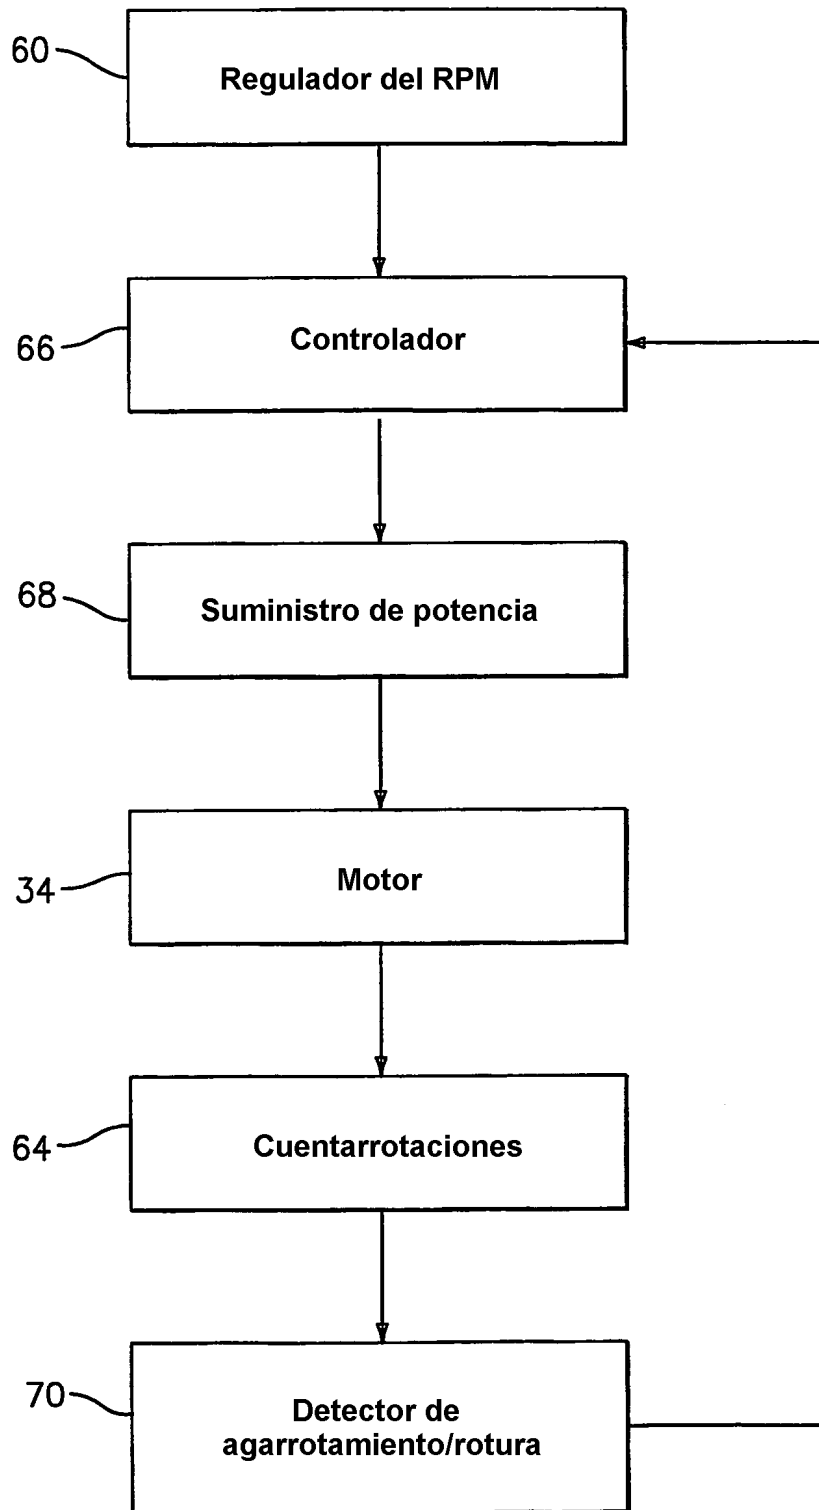 60
Regulador del RPM
66
Controlador
68
Suministro de potencia
34
Motor
64
Cuentarrotaciones
70
Detector de
agarrotamiento/rotura